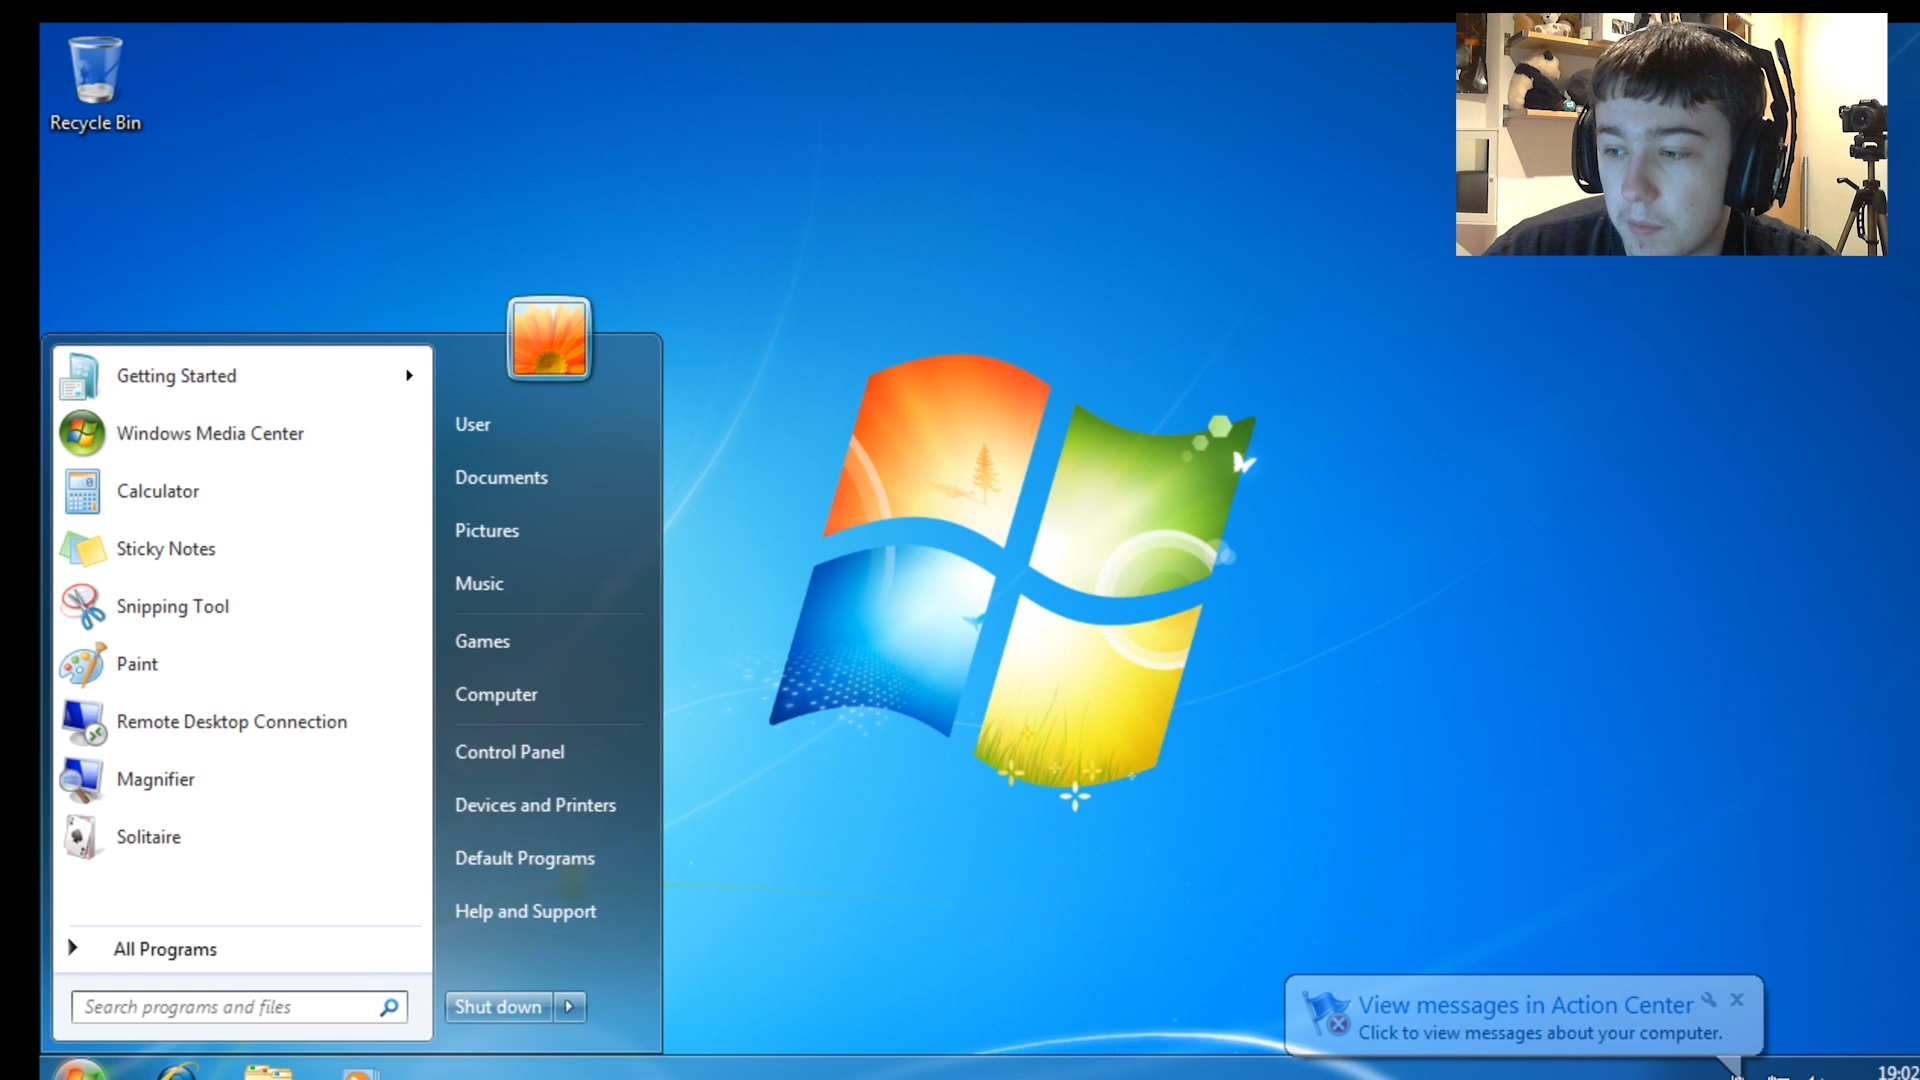 Recycle Bin
Getting Started
Windows Media Center
Calculator
Sticky Notes
Snipping Tool
Paint
Remote Desktop Connection
Magnifier
Solitaire
All Programs
Search programs and files
User
Documents
Pictures
Music
Games
Computer
Control Panel
Devices and Printers
Default Programs
Help and Support
Shut down
View messages in Action Center
Click to view messages about your computer.
19:02